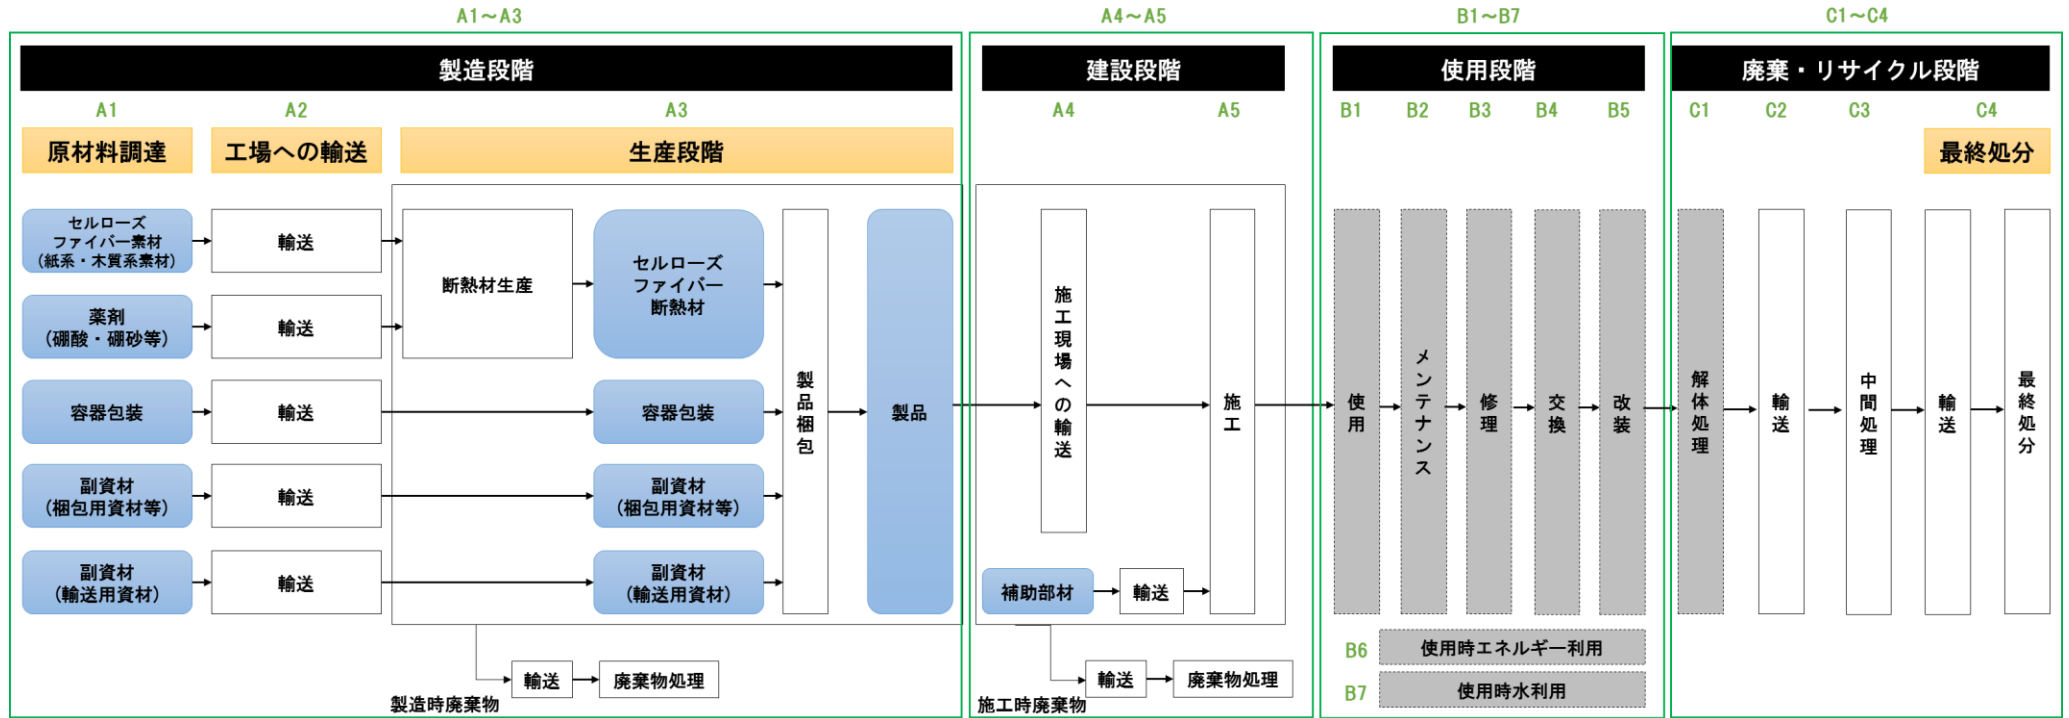 A1～A3
A4～A5
B1～B7
C1～C4
製造段階
建設段階
使用段階
廃棄・リサイクル段階
A1
A2
A3
A4
A5
B1
B2
B3
B4
B5
C1
C2
C3
C4
原材料調達
工場への輸送
生産段階
最終処分
セルローズ
ファイバー素材
(紙系・木質系素材)
輸送
断熱材生産
セルローズ
ファイバー
断熱材
薬剤
(硼酸・硼砂等)
輸送
容器包装
輸送
容器包装
副資材
(梱包用資材等)
輸送
副資材
(梱包用資材等)
副資材
(輸送用資材)
輸送
副資材
(輸送用資材)
製品梱包
製品
施工現場への輸送
施工
補助部材
輸送
使用
メンテナンス
修理
交換
改装
解体処理
輸送
中間処理
輸送
最終処分
B6
使用時エネルギー利用
B7
使用時水利用
製造時廃棄物
輸送
廃棄物処理
施工時廃棄物
輸送
廃棄物処理